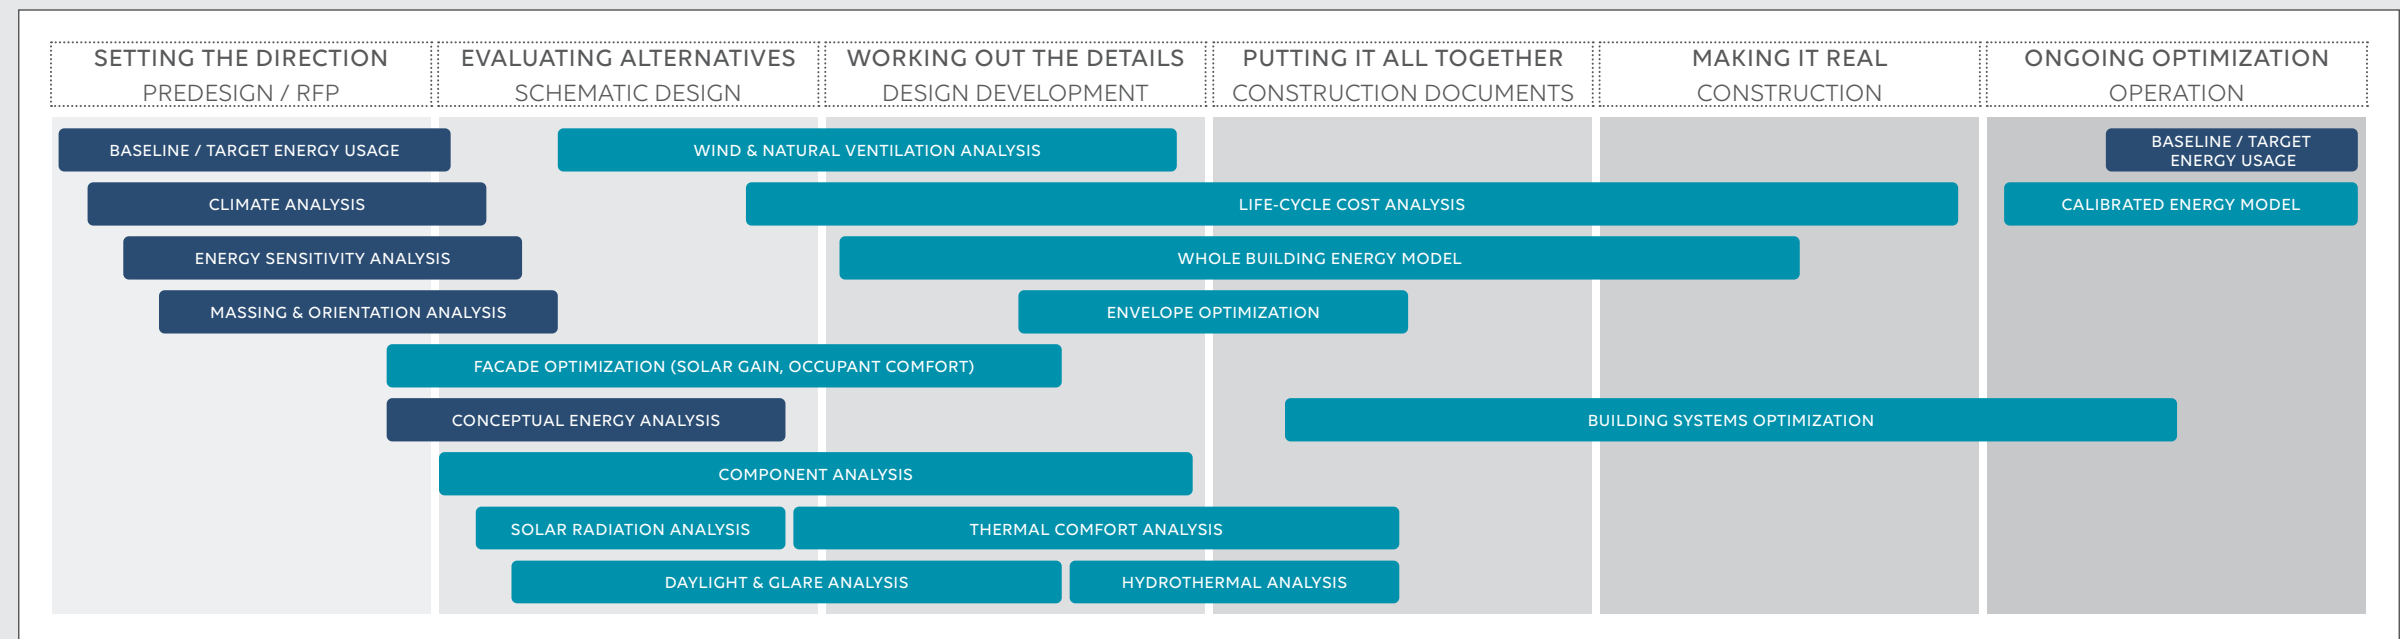 SETTING THE DIRECTION
PREDESIGN / RFP
EVALUATING ALTERNATIVES
SCHEMATIC DESIGN
WORKING OUT THE DETAILS
DESIGN DEVELOPMENT
PUTTING IT ALL TOGETHER
CONSTRUCTION DOCUMENTS
MAKING IT REAL
CONSTRUCTION
ONGOING OPTIMIZATION
OPERATION
BASELINE / TARGET ENERGY USAGE
WIND & NATURAL VENTILATION ANALYSIS
BASELINE / TARGET
ENERGY USAGE
CLIMATE ANALYSIS
LIFE-CYCLE COST ANALYSIS
CALIBRATED ENERGY MODEL
ENERGY SENSITIVITY ANALYSIS
WHOLE BUILDING ENERGY MODEL
MASSING & ORIENTATION ANALYSIS
ENVELOPE OPTIMIZATION
FACADE OPTIMIZATION (SOLAR GAIN, OCCUPANT COMFORT)
CONCEPTUAL ENERGY ANALYSIS
BUILDING SYSTEMS OPTIMIZATION
COMPONENT ANALYSIS
SOLAR RADIATION ANALYSIS
THERMAL COMFORT ANALYSIS
DAYLIGHT & GLARE ANALYSIS
HYDROTHERMAL ANALYSIS